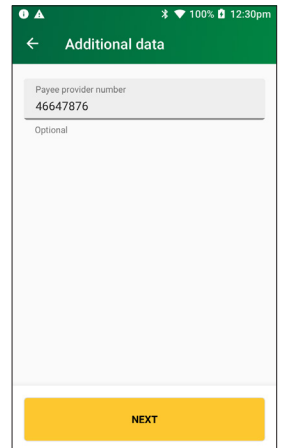 100% 12:30pm
Additional data
Payee provider number
46647876
Optional
NEXT